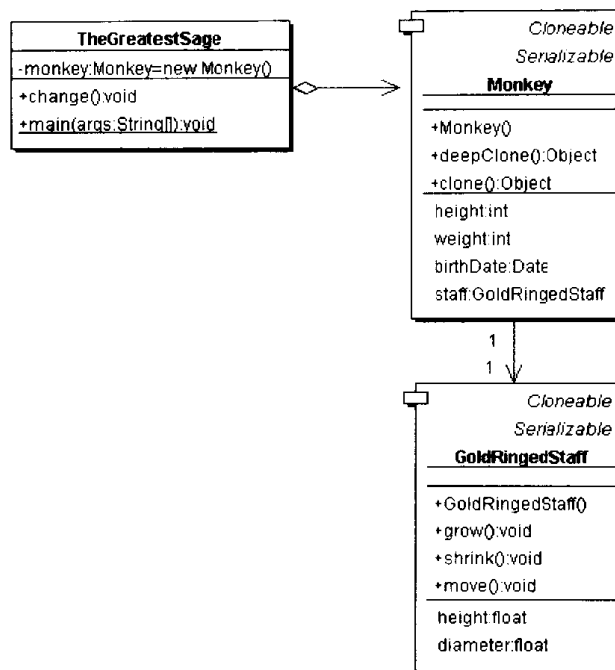 TheGreatestSage
-monkey:Monkey=new Monkey()
+change():void
+main(args:String[]):void
Cloneable
Serializable
Monkey
+Monkey()
+deepClone():Object
+clone():Object
height:int
weight:int
birthDate:Date
staff:GoldRingedStaff
1
1
Cloneable
Serializable
GoldRingedStaff
+GoldRingedStaff()
+grow():void
+shrink():void
+move():void
height:float
diameter:float